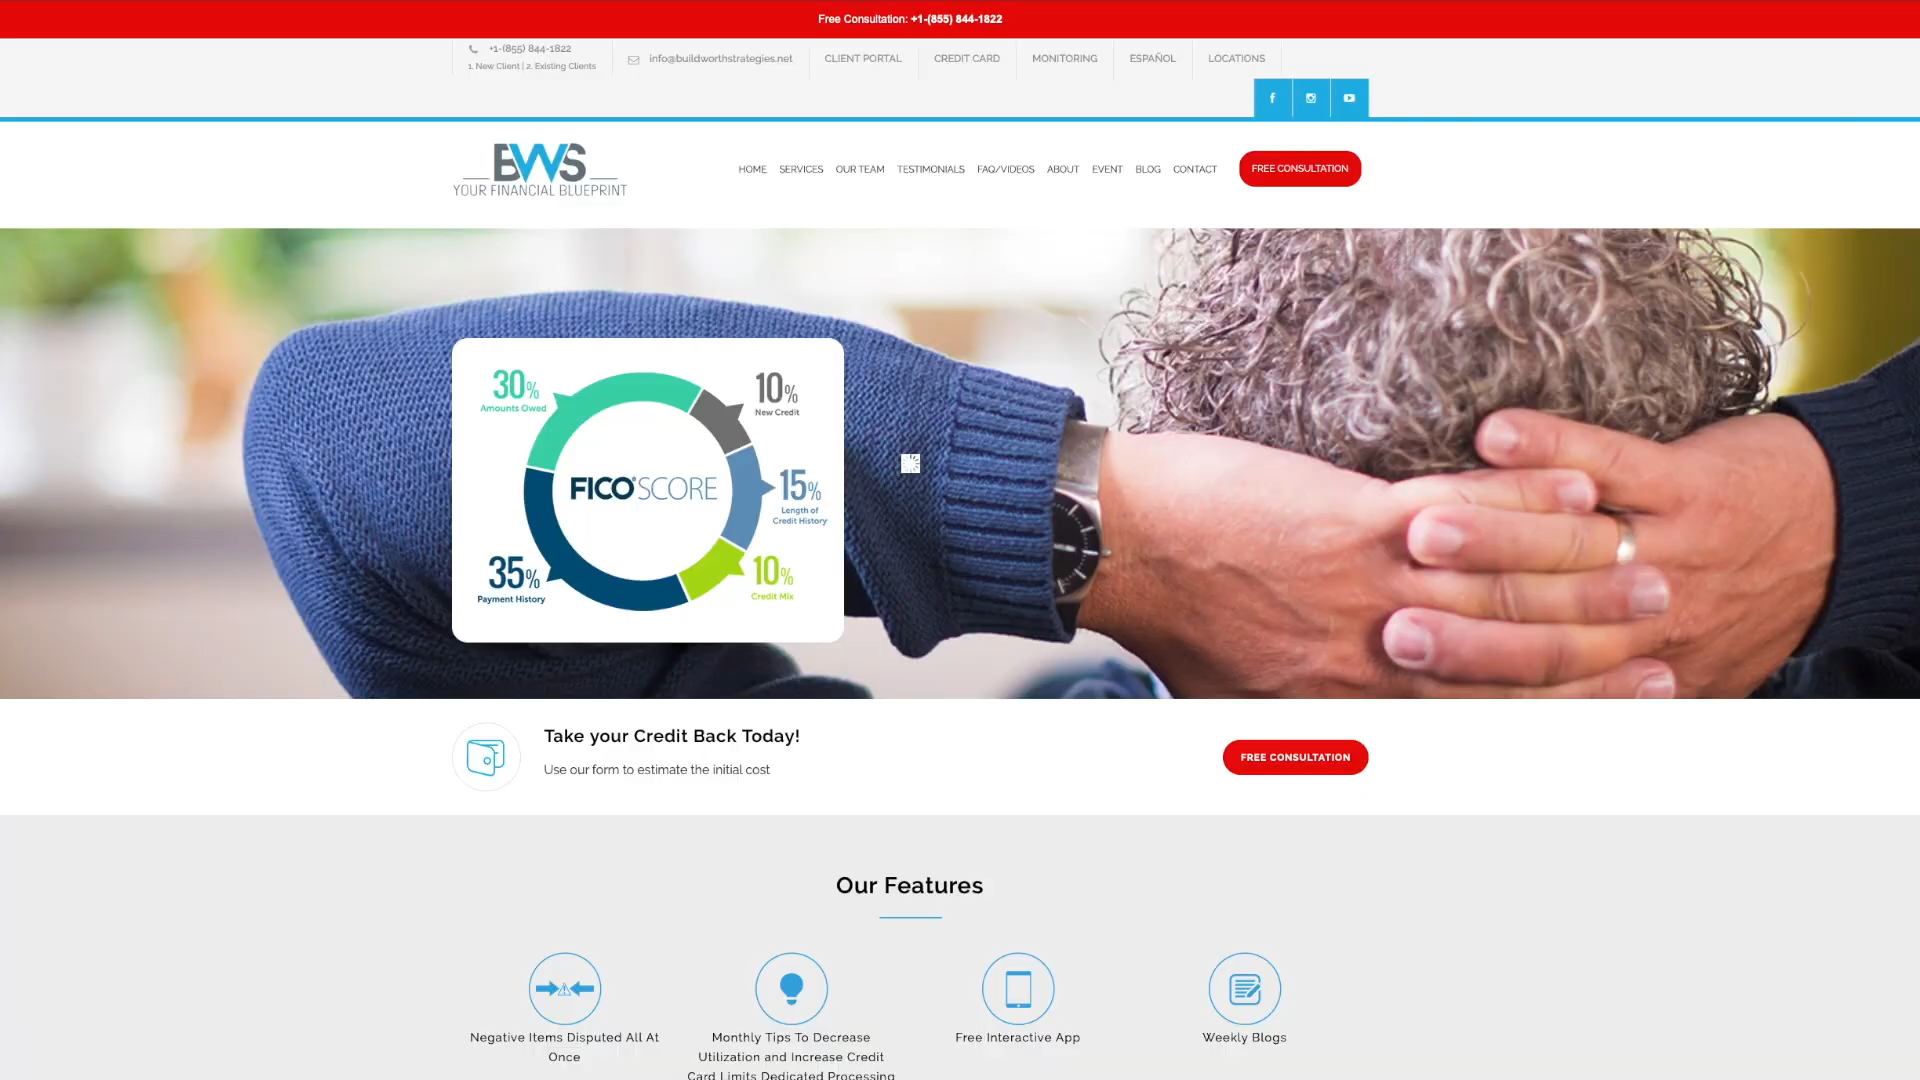 Free Consultation: +1-(855) 844-1822
+1-(855) 844-1822
1. New Client | 2. Existing Clients
info@buildworthstrategies.net
CLIENT PORTAL
CREDIT CARD
MONITORING
ESPAÑOL
LOCATIONS
BWS
YOUR FINANCIAL BLUEPRINT
HOME
SERVICES
OUR TEAM
TESTIMONIALS
FAQ/VIDEOS
ABOUT
EVENT
BLOG
CONTACT
FREE CONSULTATION
30%
Amounts Owed
10%
New Credit
FICO® SCORE
15%
Length of
Credit History
35%
Payment History
10%
Credit Mix
Take your Credit Back Today!
Use our form to estimate the initial cost
FREE CONSULTATION
Our Features
Negative Items Disputed All At
Once
Monthly Tips To Decrease
Utilization and Increase Credit
Card Limits Dedicated Processing
Free Interactive App
Weekly Blogs